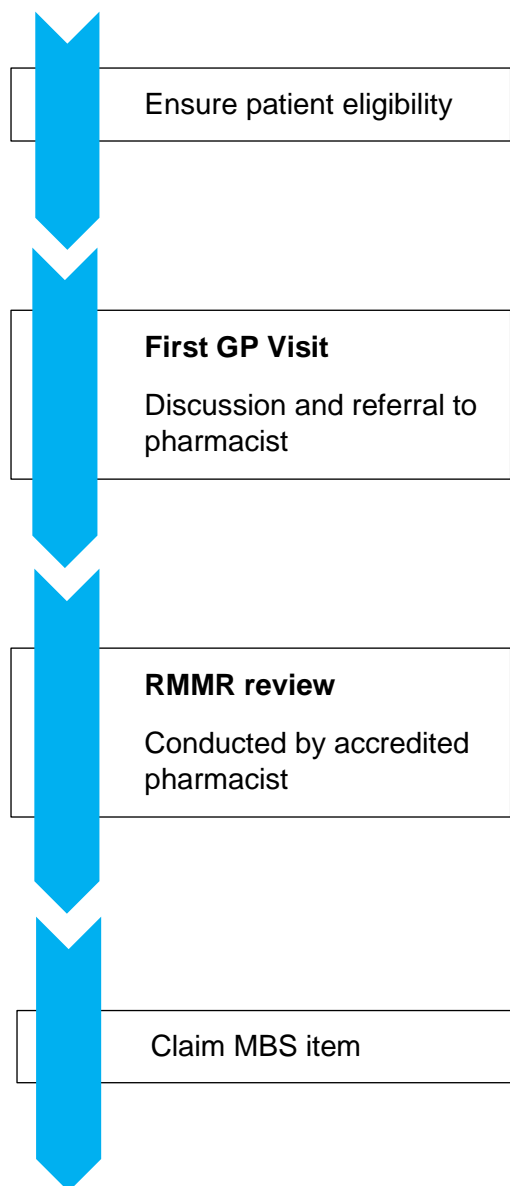 Ensure patient eligibility
First GP Visit
Discussion and referral to
pharmacist
RMMR review
Conducted by accredited
pharmacist
Claim MBS item